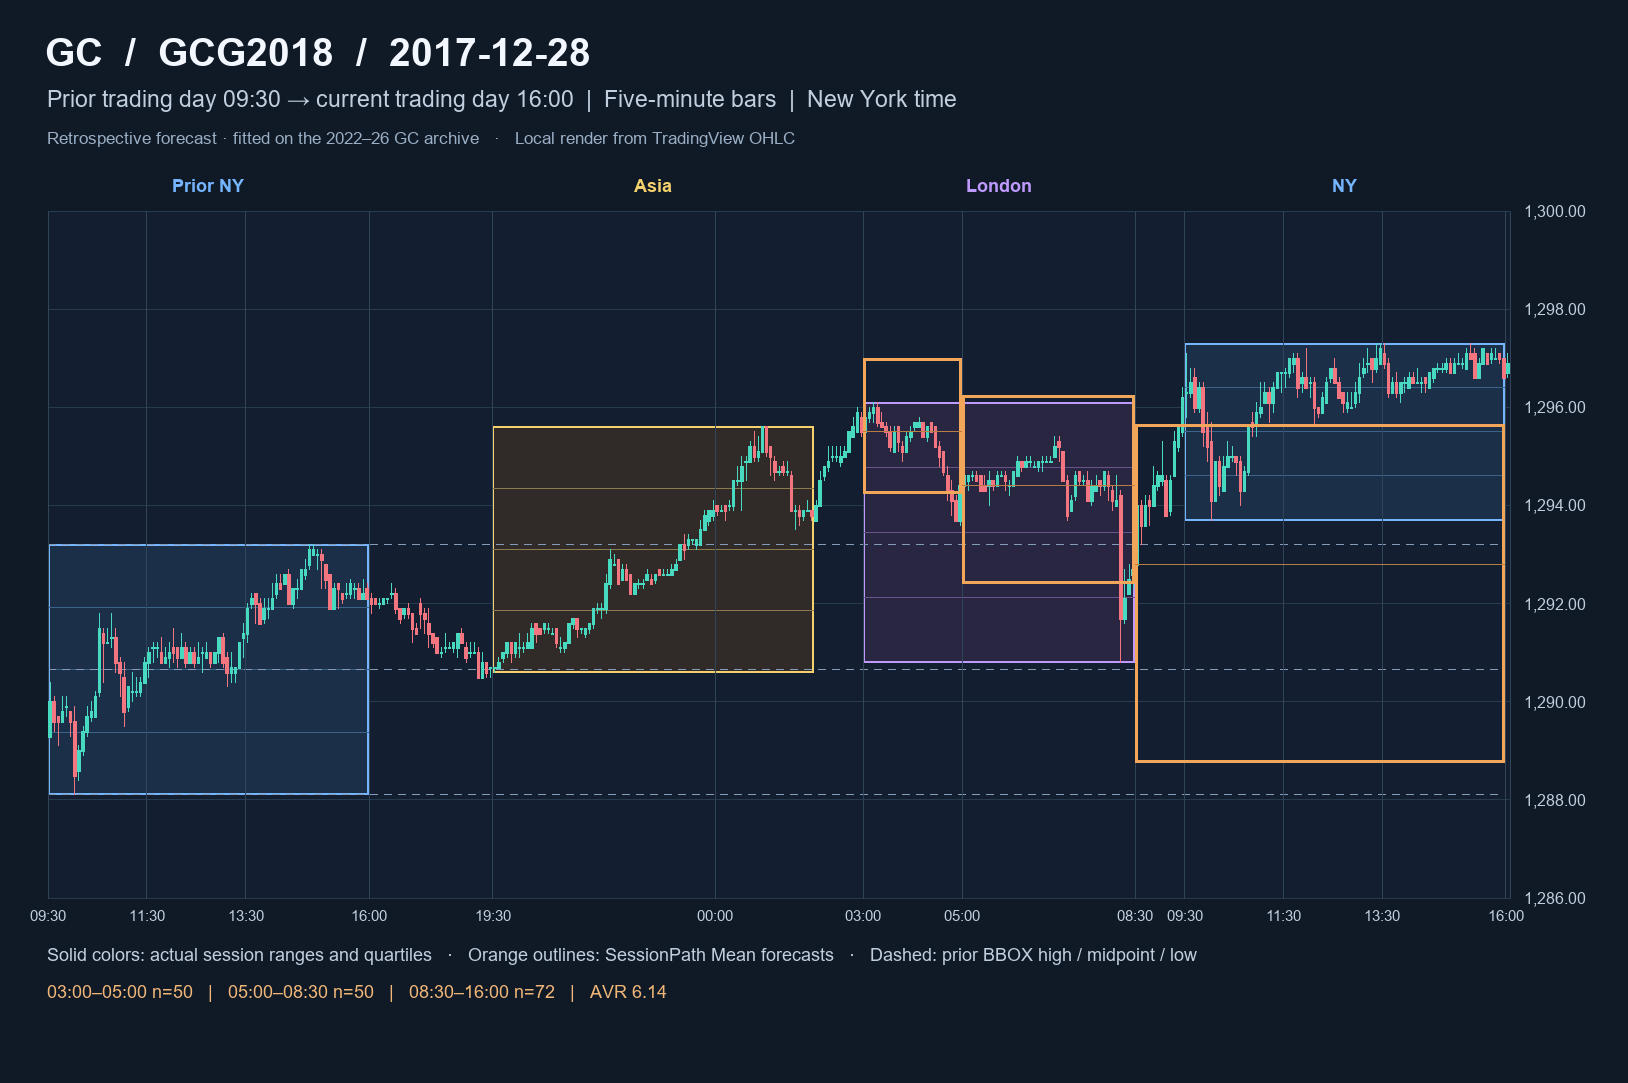 GC / GCG2018 / 2017-12-28
Prior trading day 09:30 → current trading day 16:00 | Five-minute bars | New York time
Retrospective forecast · fitted on the 2022–26 GC archive · Local render from TradingView OHLC
Prior NY Asia London NY
1,300.00
1,298.00
1,296.00
1,294.00
1,292.00
1,290.00
1,288.00
1,286.00
09:30 11:30 13:30 16:00 19:30 00:00 03:00 05:00 08:30 09:30 11:30 13:30 16:00
Solid colors: actual session ranges and quartiles · Orange outlines: SessionPath Mean forecasts · Dashed: prior BBOX high / midpoint / low
03:00–05:00 n=50 | 05:00–08:30 n=50 | 08:30–16:00 n=72 | AVR 6.14